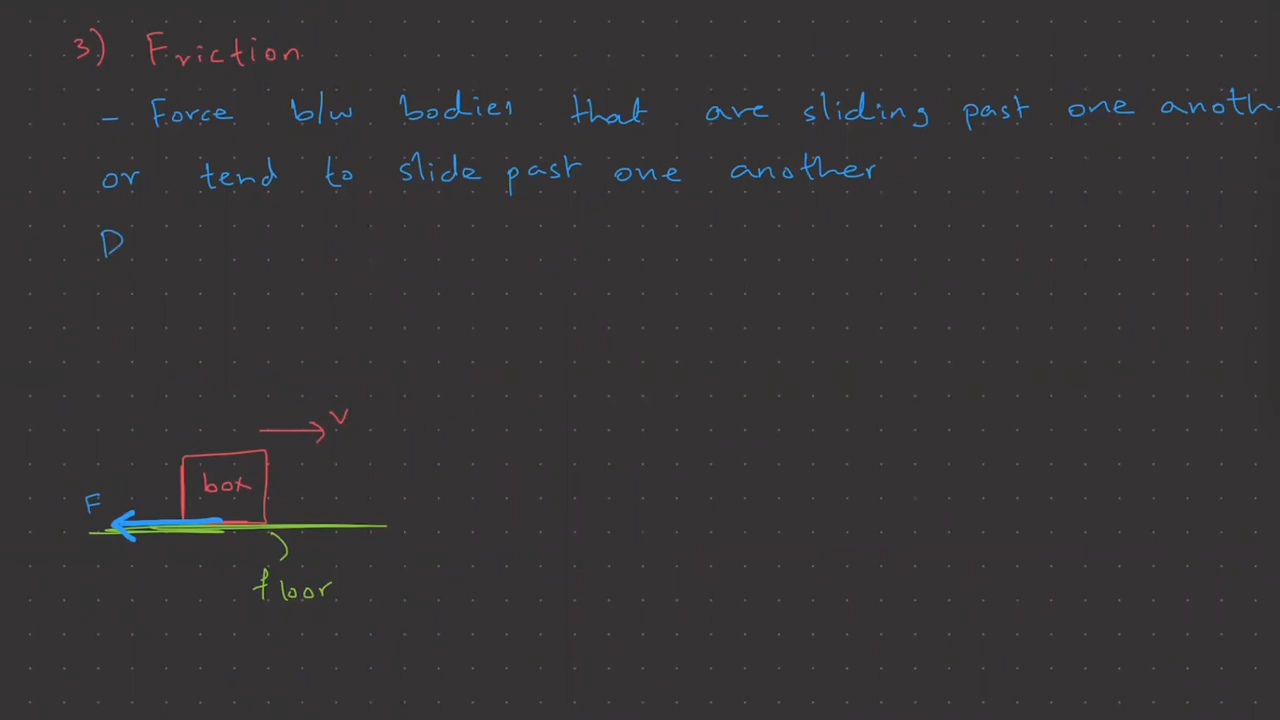 3) Friction
- Force b/w bodies that are sliding past one anoth
or tend to slide past one another
D
V
box
F
floor